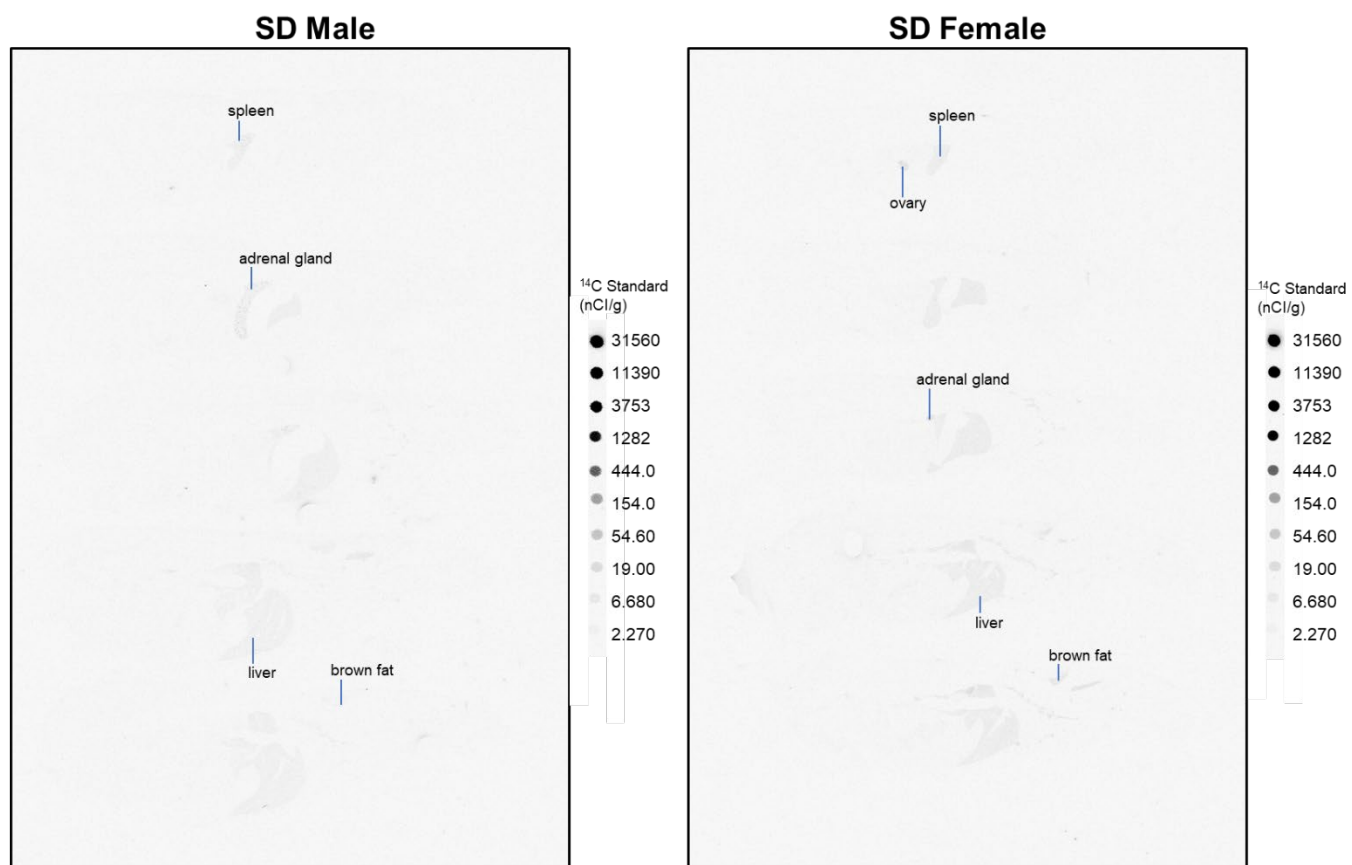 SD Male
spleen
adrenal gland
liver
brown fat
¹⁴C Standard
(nCI/g)
31560
11390
3753
1282
444.0
154.0
54.60
19.00
6.680
2.270
SD Female
spleen
ovary
adrenal gland
liver
brown fat
¹⁴C Standard
(nCI/g)
31560
11390
3753
1282
444.0
154.0
54.60
19.00
6.680
2.270